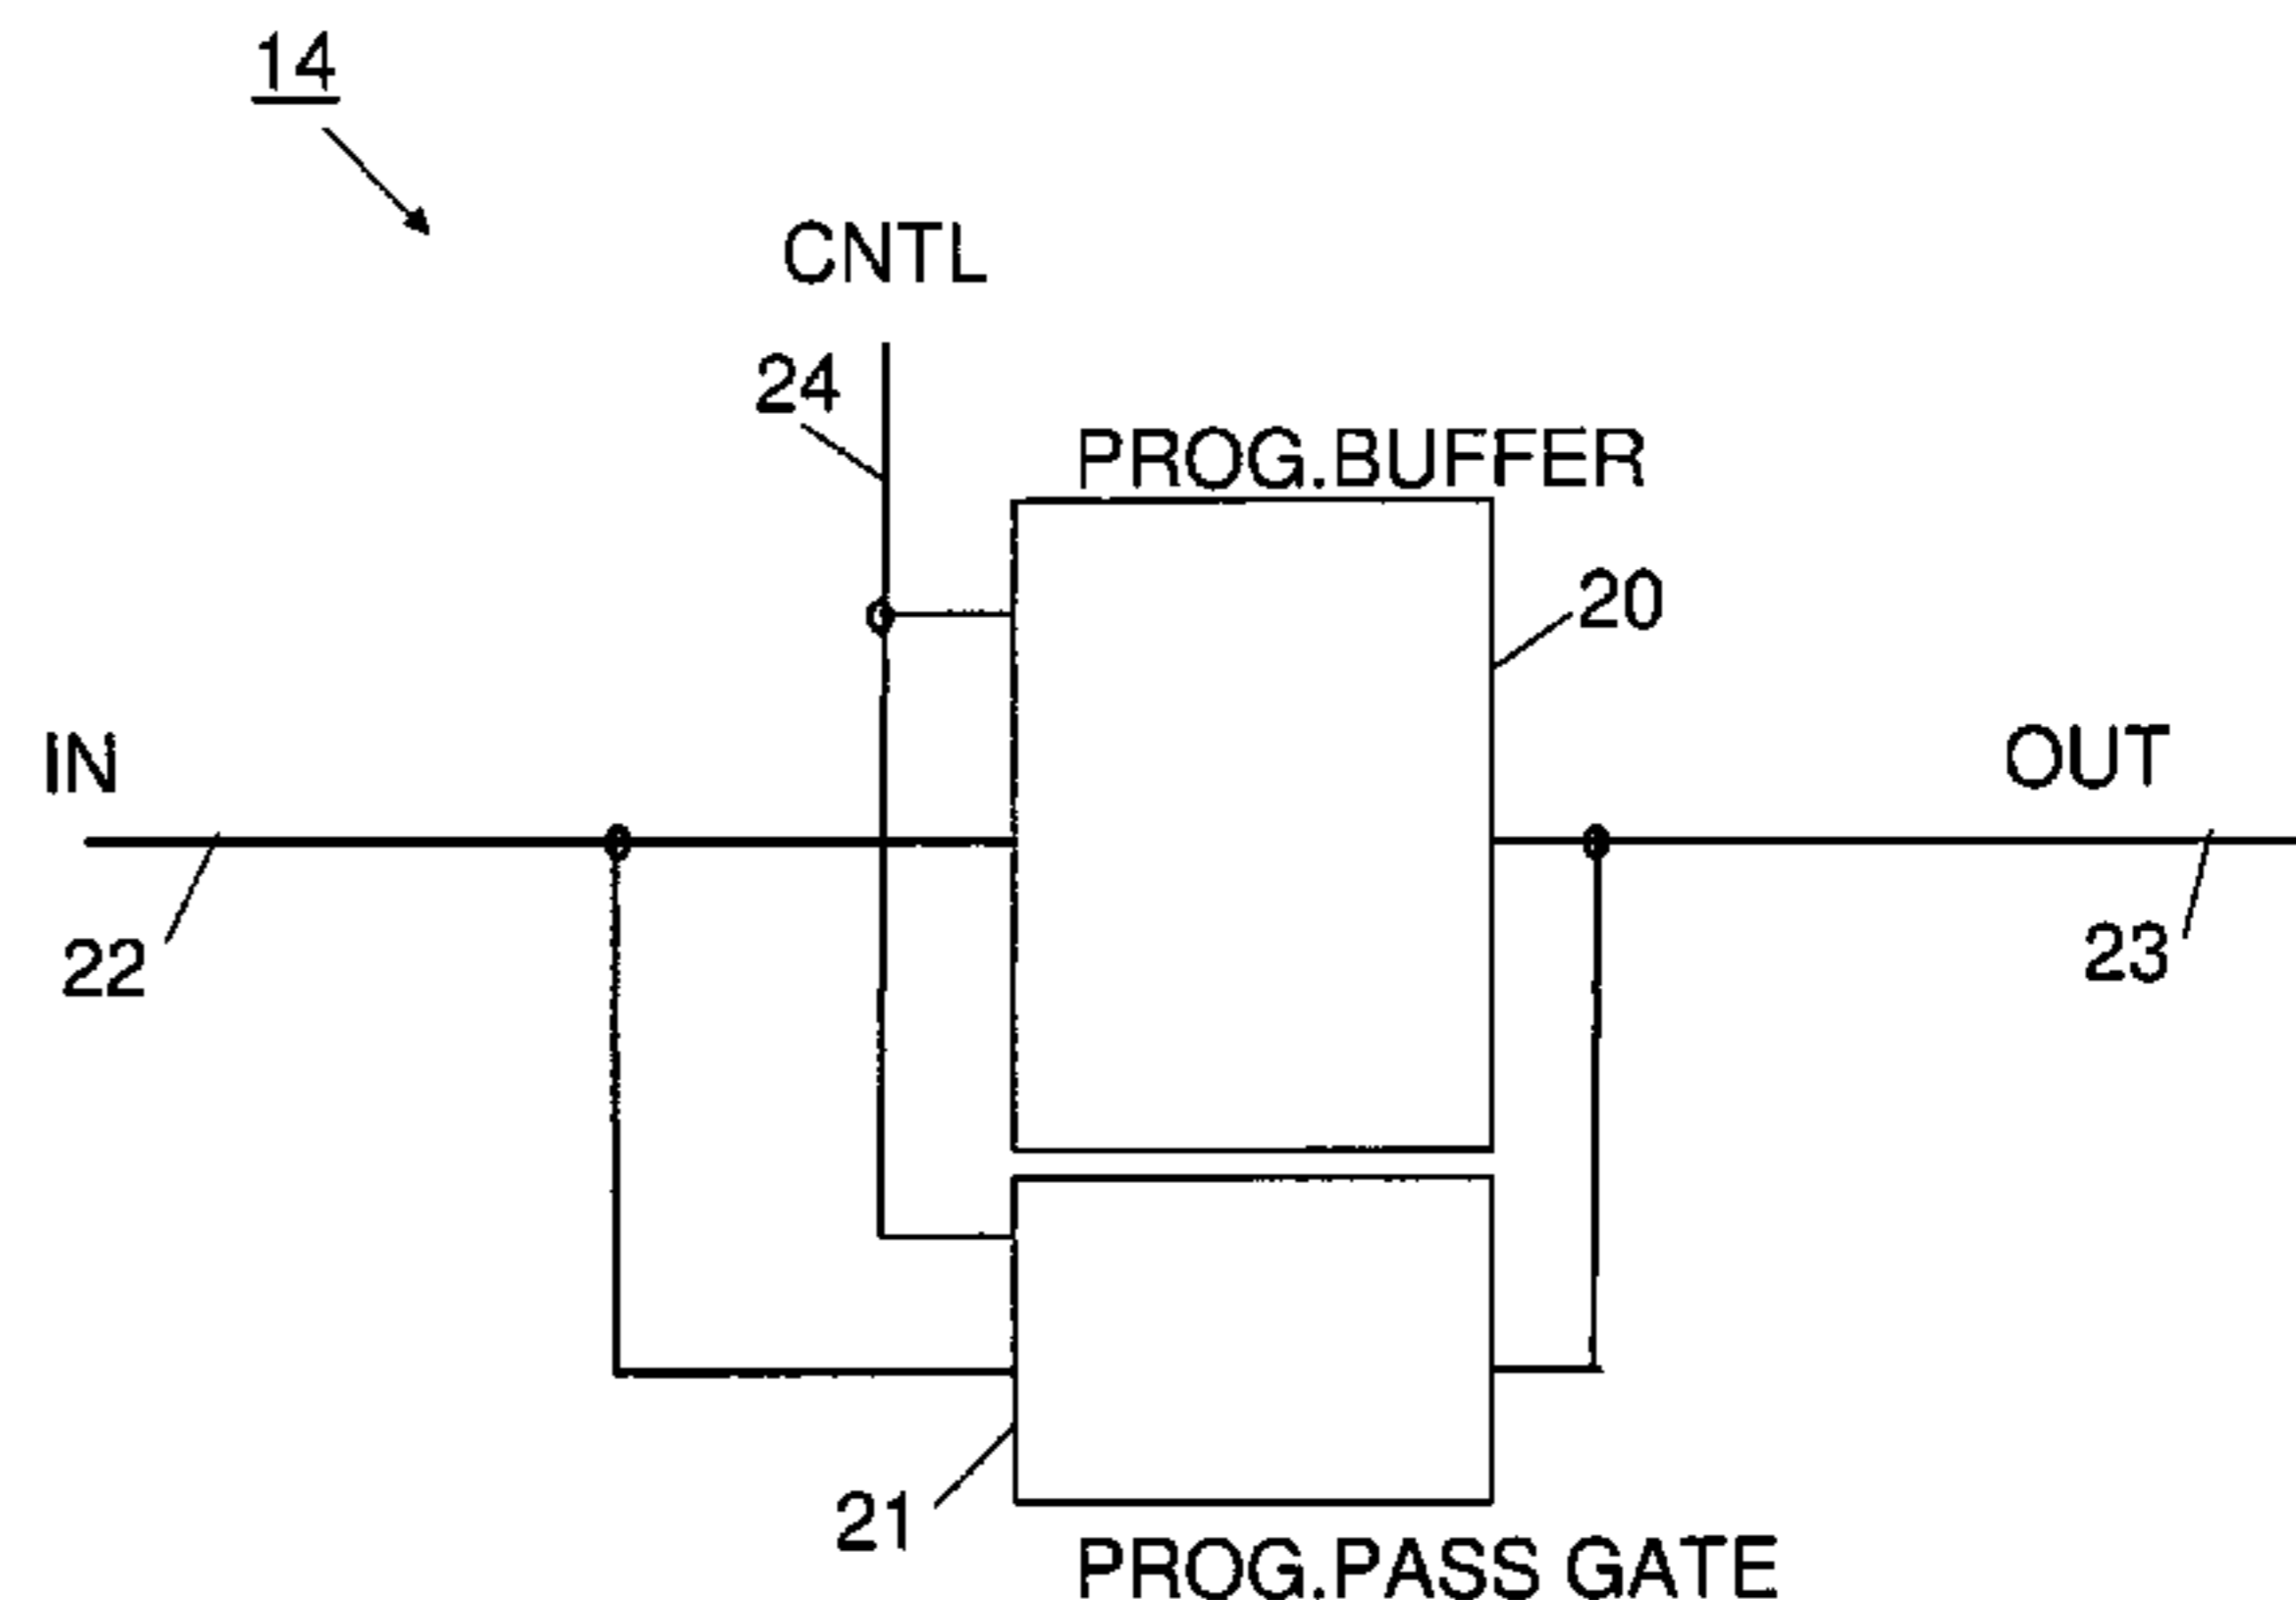 14
CNTL
24
PROG.BUFFER
20
IN
OUT
22
23
21
PROG.PASS GATE